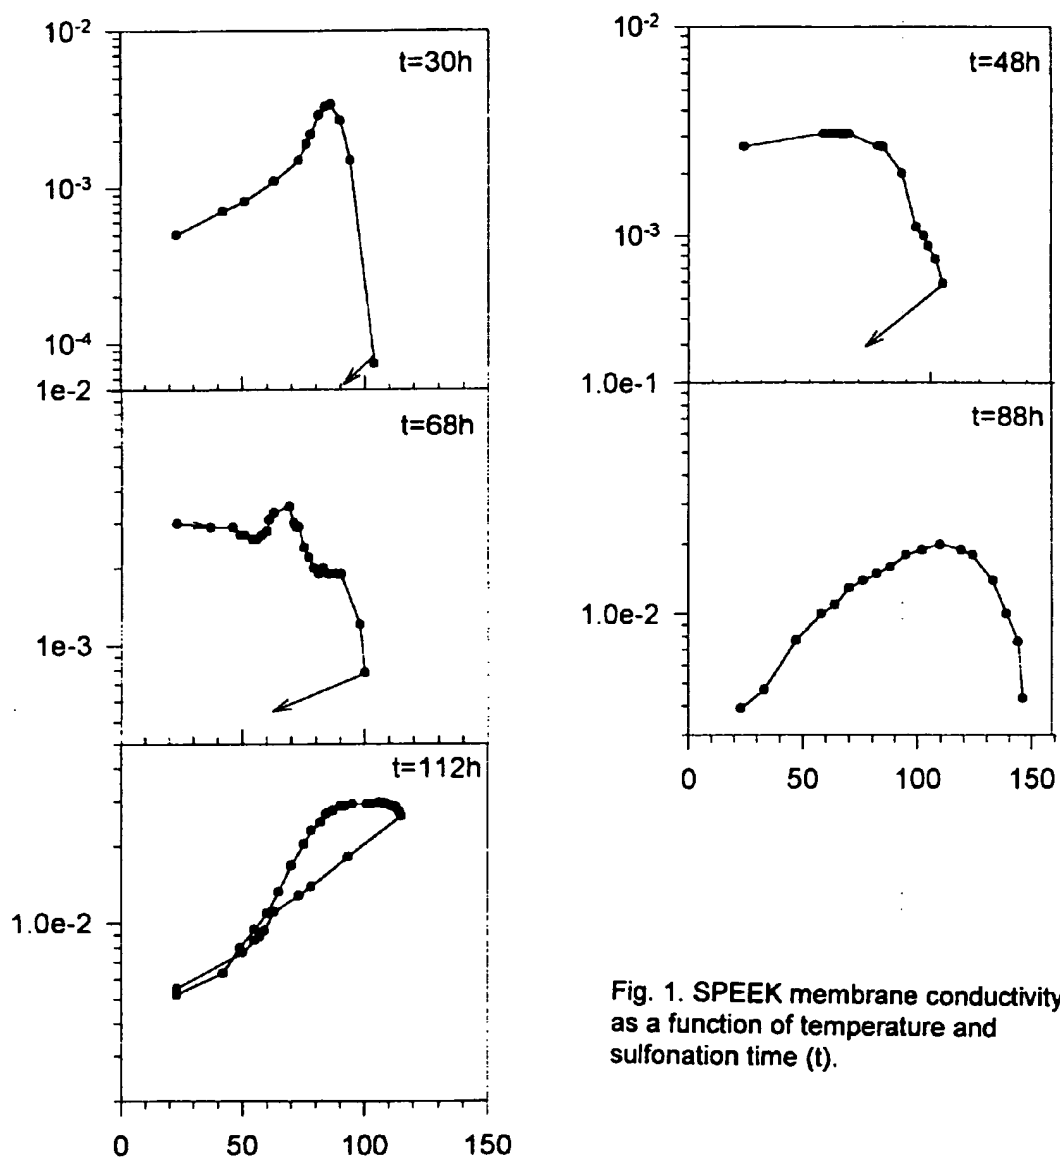 10-2
t=30h
10-3
10-4
1e-2
t=68h
1e-3
t=112h
1.0e-2
0 50 100 150
10-2
t=48h
10-3
1.0e-1
t=88h
1.0e-2
0 50 100 150
Fig. 1. SPEEK membrane conductivity
as a function of temperature and
sulfonation time (t).